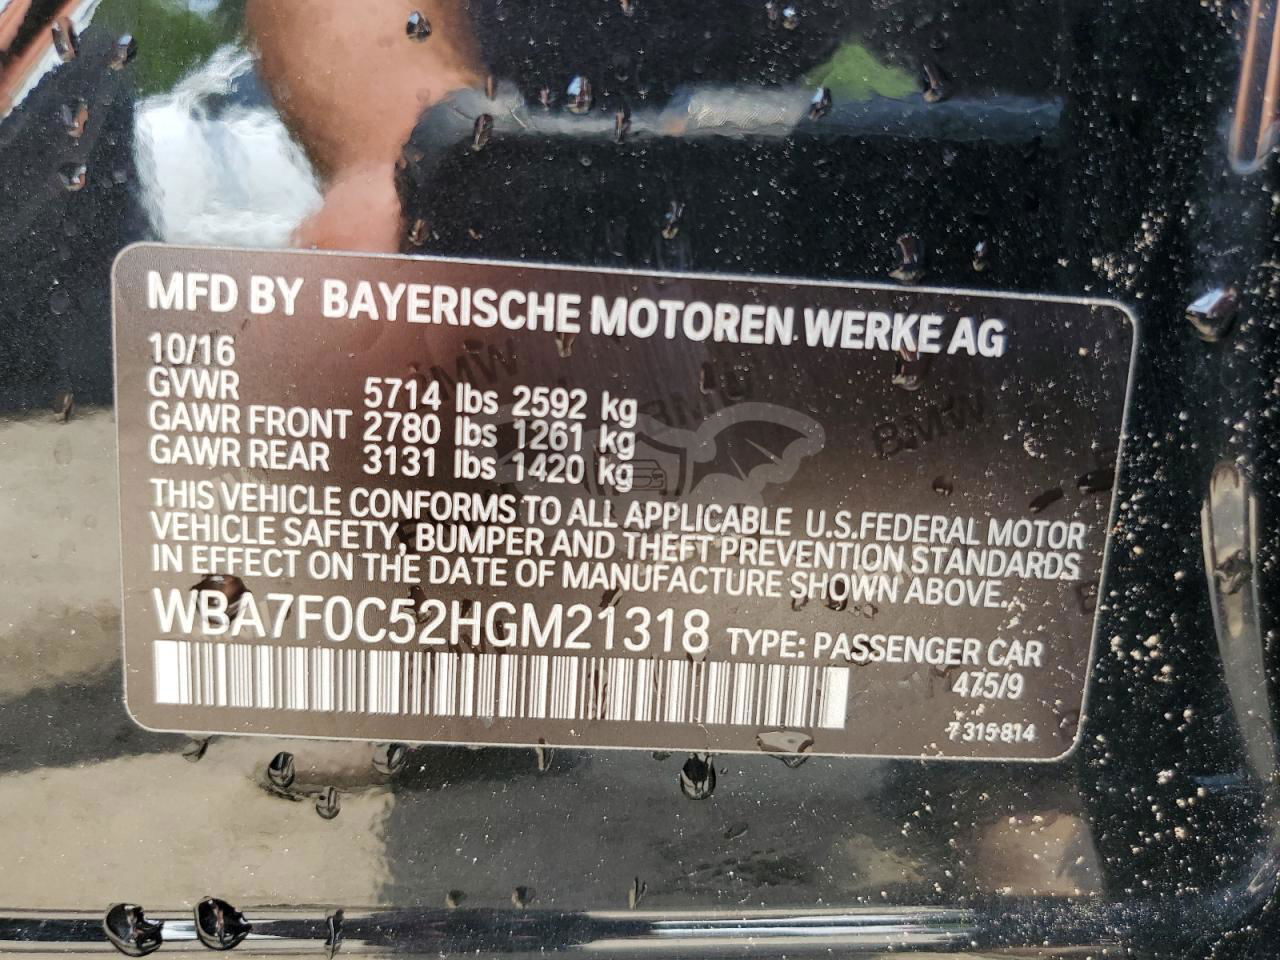 MFD BY BAYERISCHE MOTOREN WERKE AG
10/16
GVWR 5714 lbs 2592 kg
GAWR FRONT 2780 lbs 1261 kg
GAWR REAR 3131 lbs 1420 kg
THIS VEHICLE CONFORMS TO ALL APPLICABLE U.S.FEDERAL MOTOR
VEHICLE SAFETY, BUMPER AND THEFT PREVENTION STANDARDS
IN EFFECT ON THE DATE OF MANUFACTURE SHOWN ABOVE.
WBA7F0C52HGM21318 TYPE: PASSENGER CAR
475/9
7 315 814
BMW
BMW
BMW